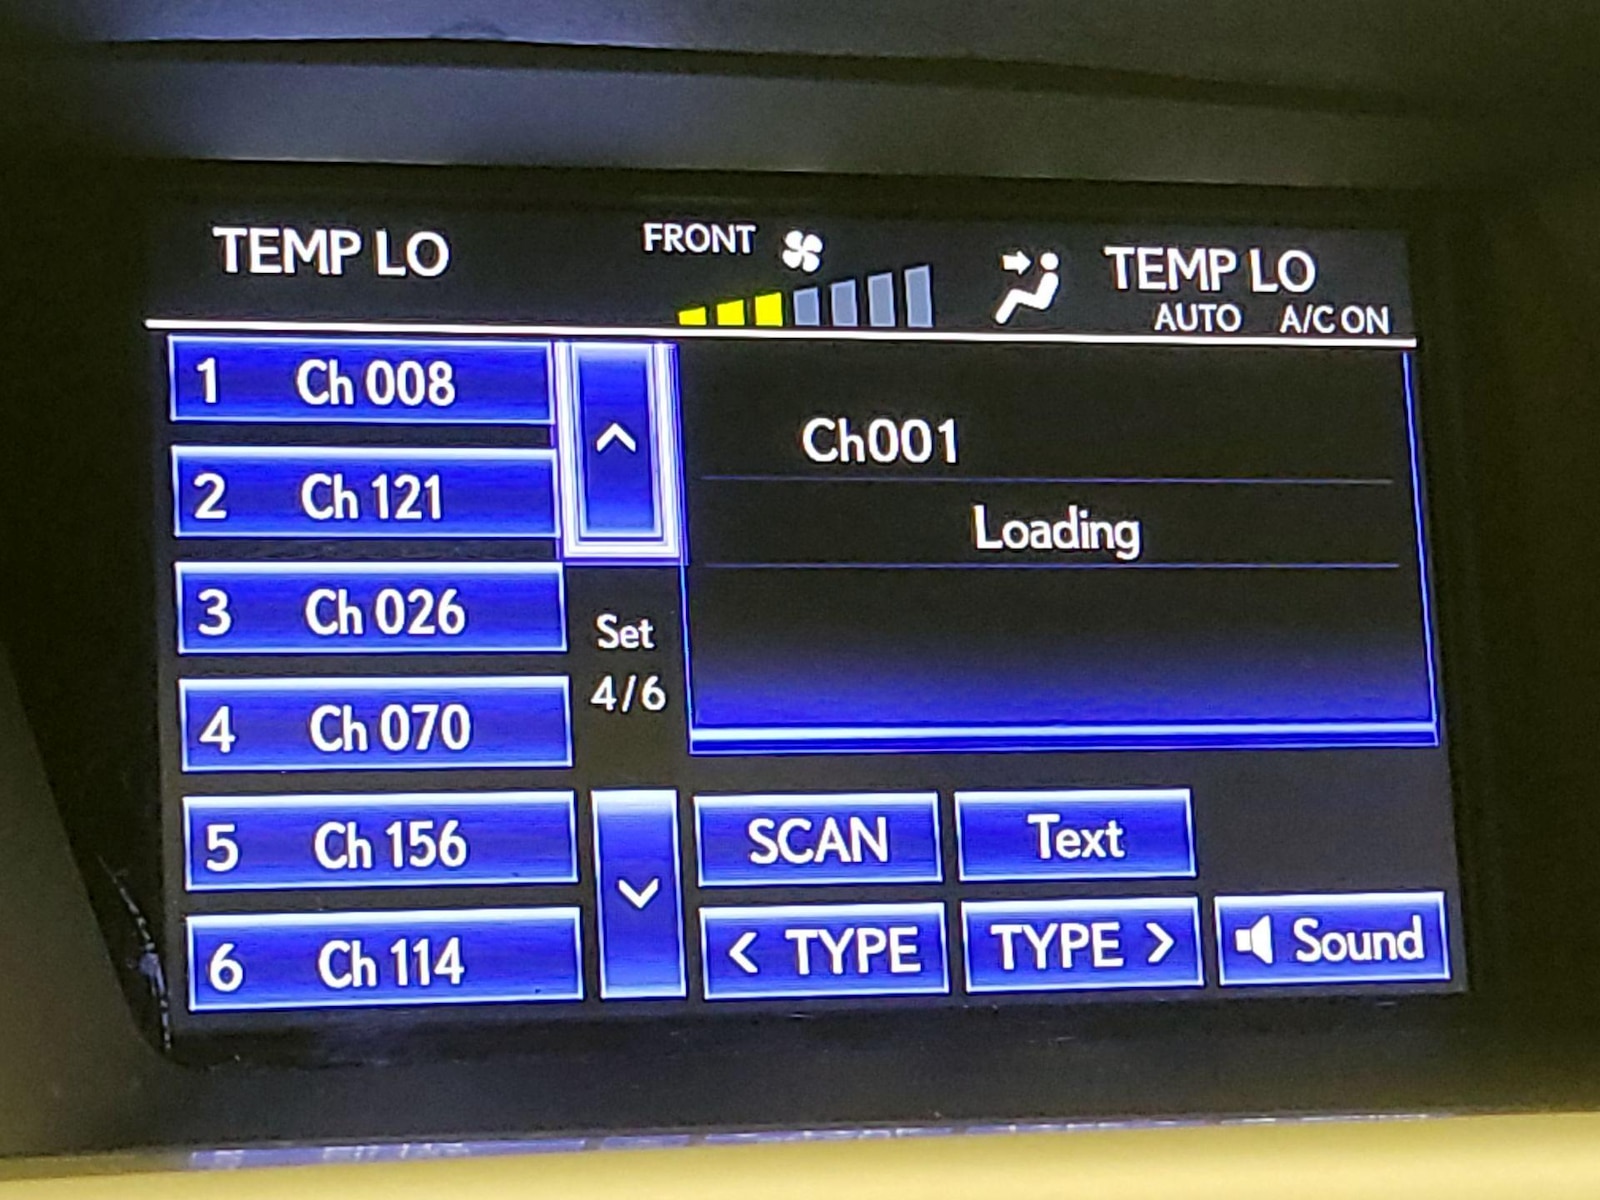 TEMP LO
FRONT
TEMP LO
AUTO A/C ON
1 Ch 008
2 Ch 121
3 Ch 026
4 Ch 070
5 Ch 156
6 Ch 114
Set
4/6
Ch001
Loading
SCAN
Text
< TYPE
TYPE >
Sound